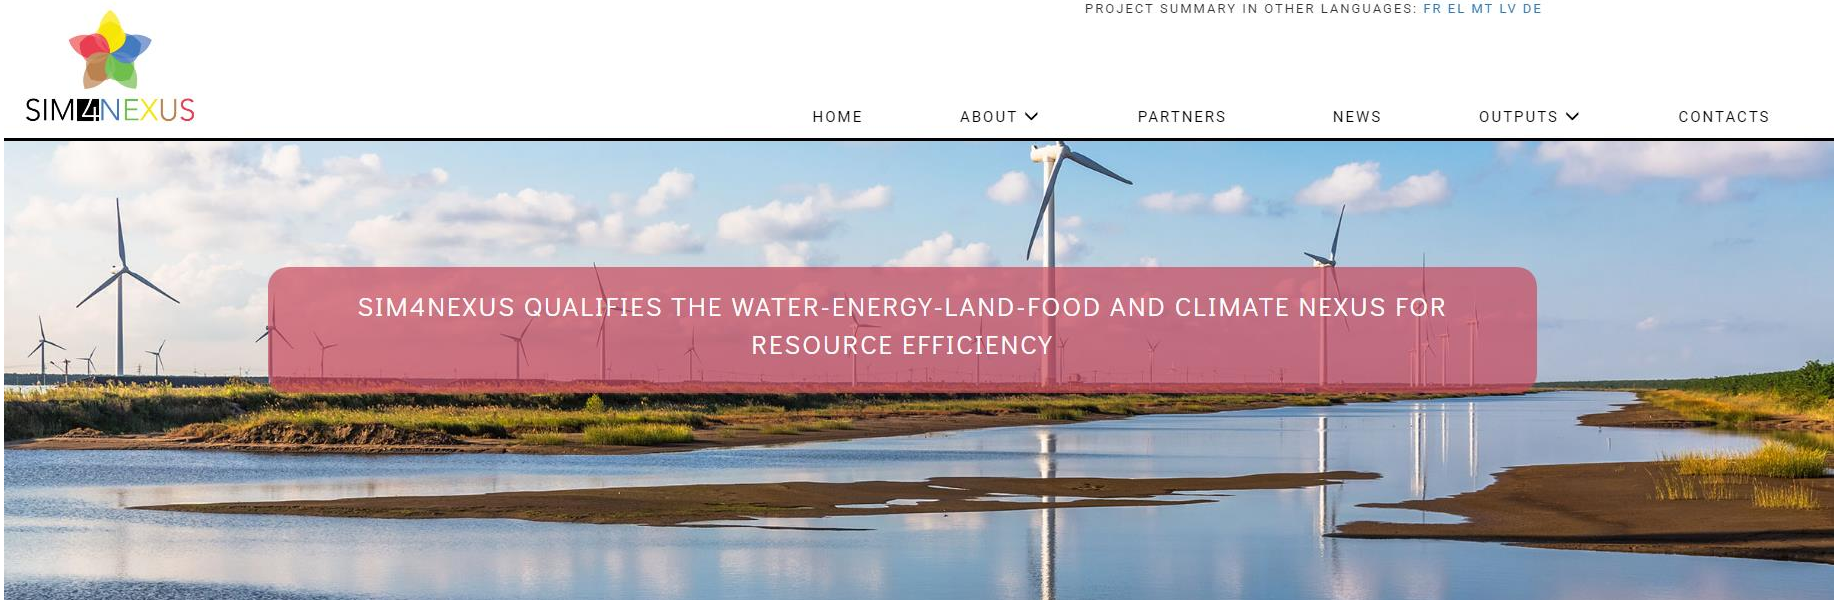 PROJECT SUMMARY IN OTHER LANGUAGES: FR EL MT LV DE
SIM4NEXUS
HOME ABOUT PARTNERS NEWS OUTPUTS CONTACTS
SIM4NEXUS QUALIFIES THE WATER-ENERGY-LAND-FOOD AND CLIMATE NEXUS FOR
RESOURCE EFFICIENCY